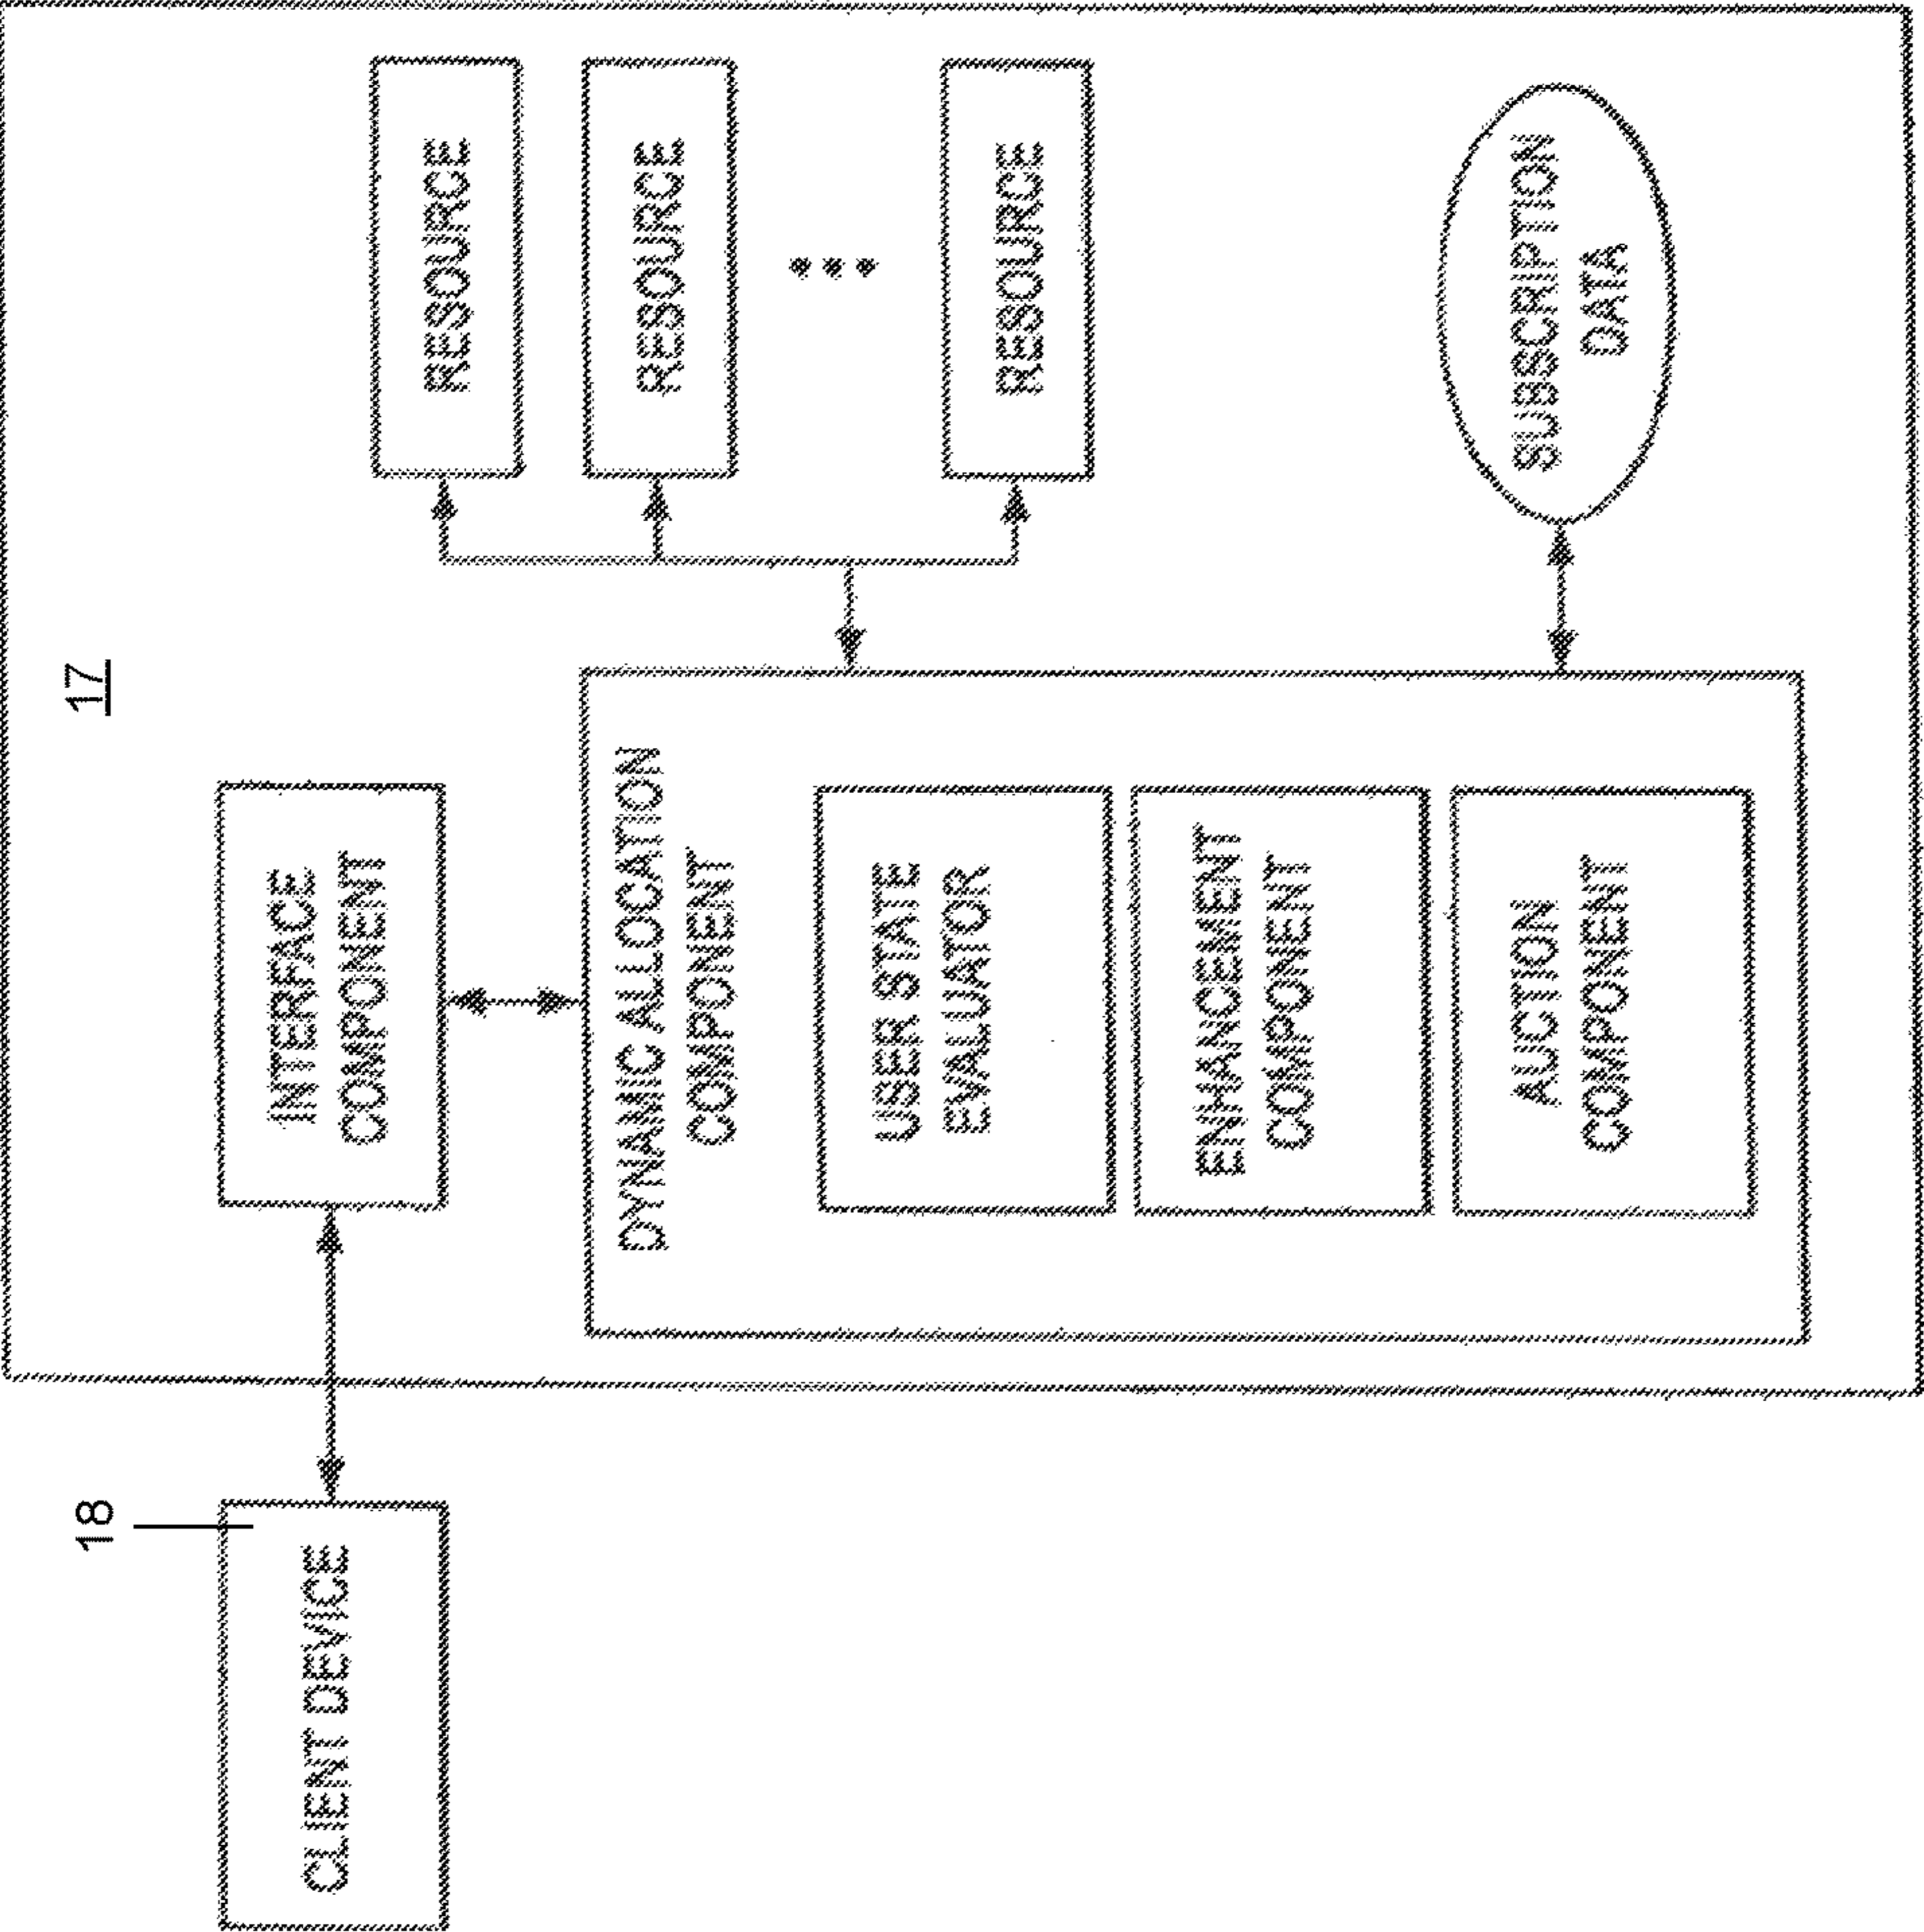 17
18
CLIENT DEVICE
INTERFACE
COMPONENT
DYNAMIC ALLOCATION
COMPONENT
USER STATE
EVALUATOR
ENHANCEMENT
COMPONENT
AUCTION
COMPONENT
RESOURCE
RESOURCE
RESOURCE
SUBSCRIPTION
DATA